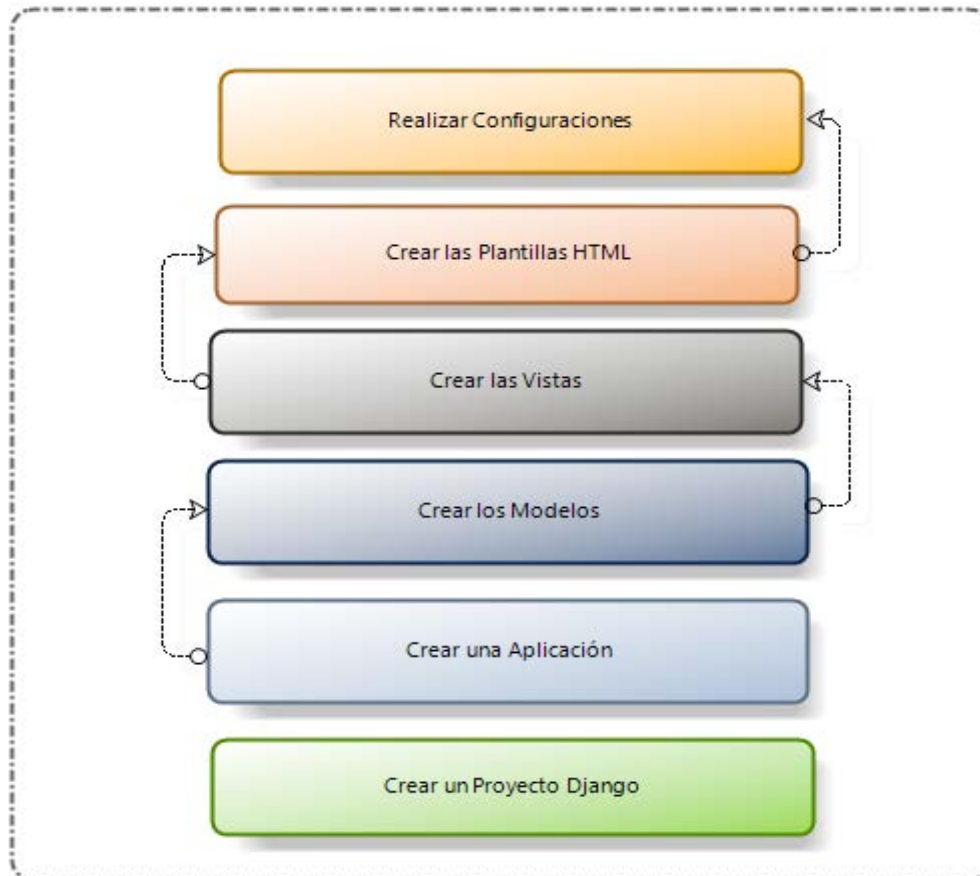 Realizar Configuraciones
Crear las Plantillas HTML
Crear las Vistas
Crear los Modelos
Crear una Aplicación
Crear un Proyecto Django